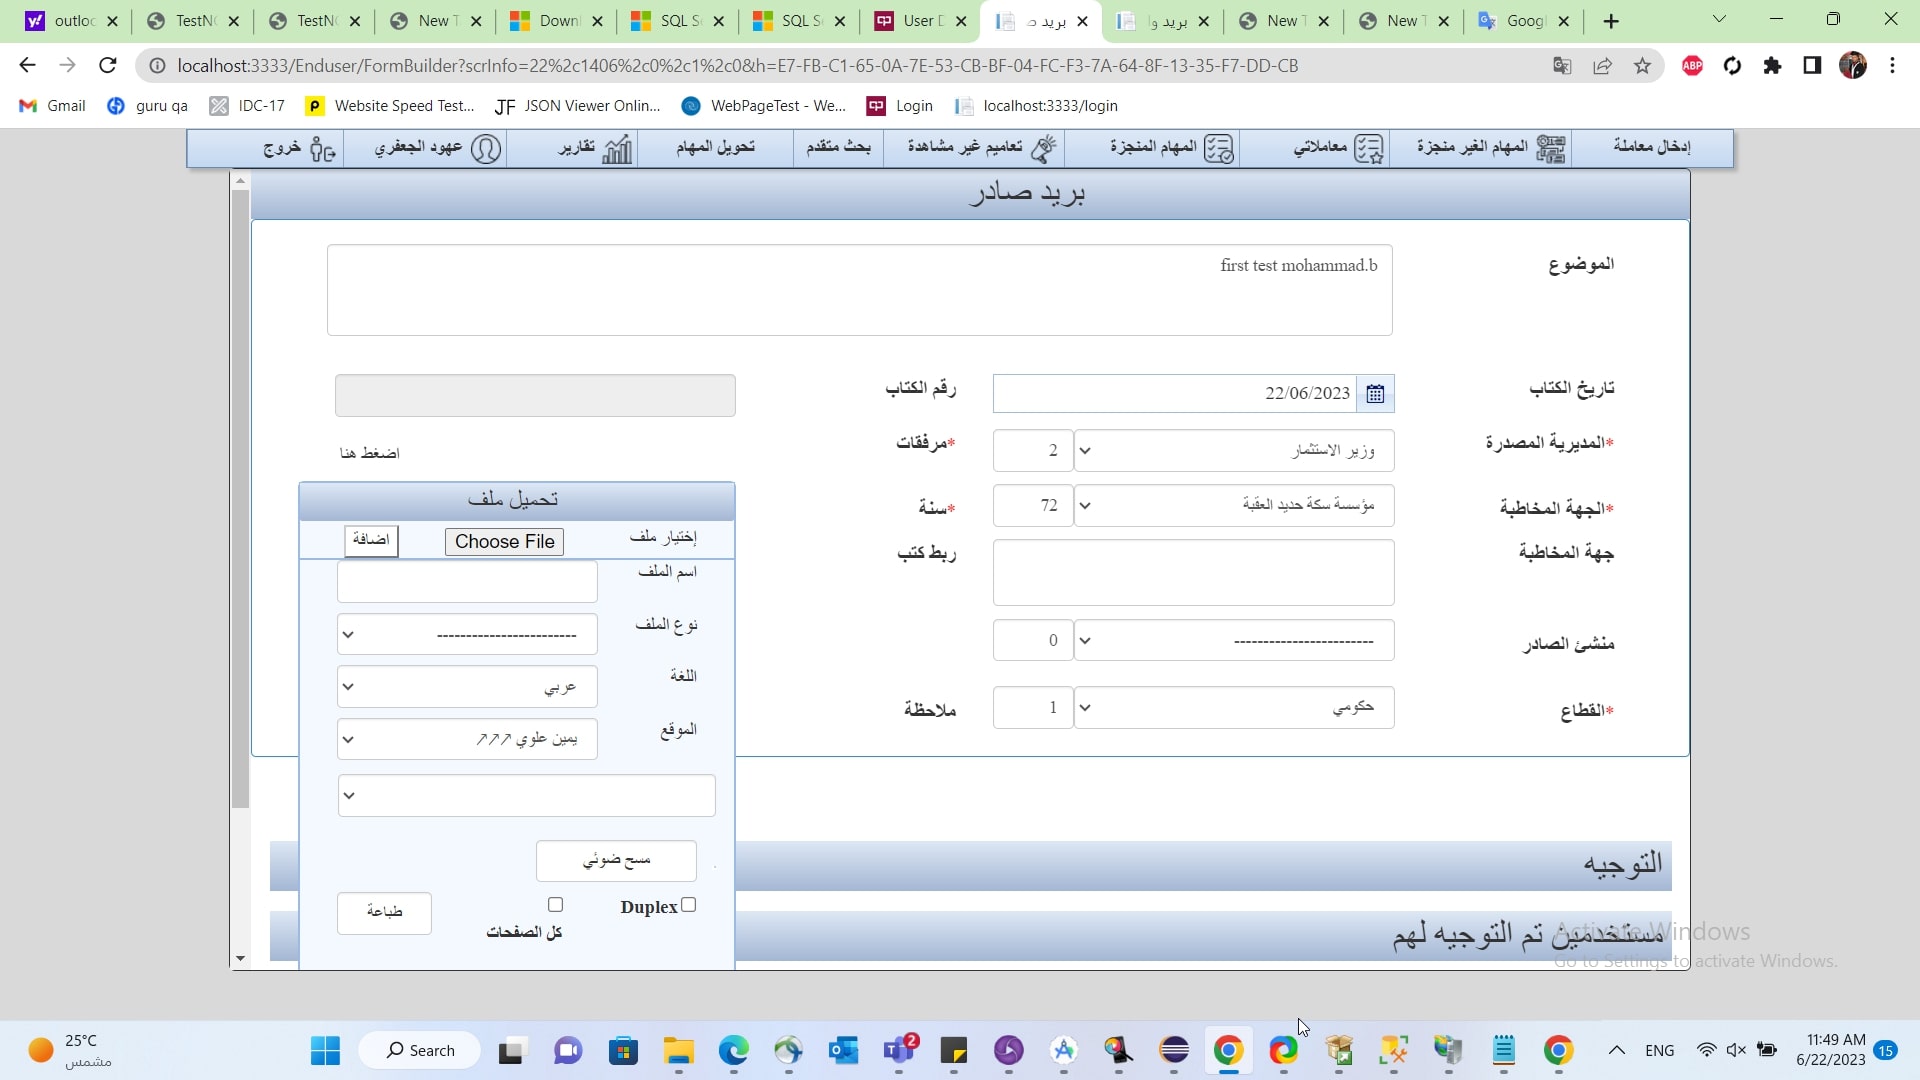 outloc
TestNG
TestNG
New T
Downl
SQL Se
SQL Se
User D
بريد ص
بريد وا
New T
New T
Googl
localhost:3333/Enduser/FormBuilder?scrInfo=22%2c1406%2c0%2c1%2c0&h=E7-FB-C1-65-0A-7E-53-CB-BF-04-FC-F3-7A-64-8F-13-35-F7-DD-CB
Gmail
guru qa
IDC-17
Website Speed Test...
JSON Viewer Onlin...
WebPageTest - We...
Login
localhost:3333/login
إدخال معاملة
المهام الغير منجزة
معاملاتي
المهام المنجزة
تعاميم غير مشاهدة
بحث متقدم
تحويل المهام
تقارير
عهود الجعفري
خروج
بريد صادر
الموضوع
first test mohammad.b
تاريخ الكتاب
22/06/2023
رقم الكتاب
*المديرية المصدرة
وزير الاستثمار
2
*مرفقات
اضغط هنا
*الجهة المخاطبة
مؤسسة سكة حديد العقبة
72
*سنة
جهة المخاطبة
ربط كتب
منشئ الصادر
------------------------
0
*القطاع
حكومي
1
ملاحظة
تحميل ملف
إختيار ملف
Choose File
اضافة
اسم الملف
نوع الملف
------------------------
اللغة
عربي
الموقع
يمين علوي ↗↗↗
مسح ضوئي
Duplex
كل الصفحات
طباعة
التوجيه
مستخدمين تم التوجيه لهم
Activate Windows
Go to Settings to activate Windows.
25°C
مشمس
Search
2
ENG
11:49 AM
6/22/2023
15